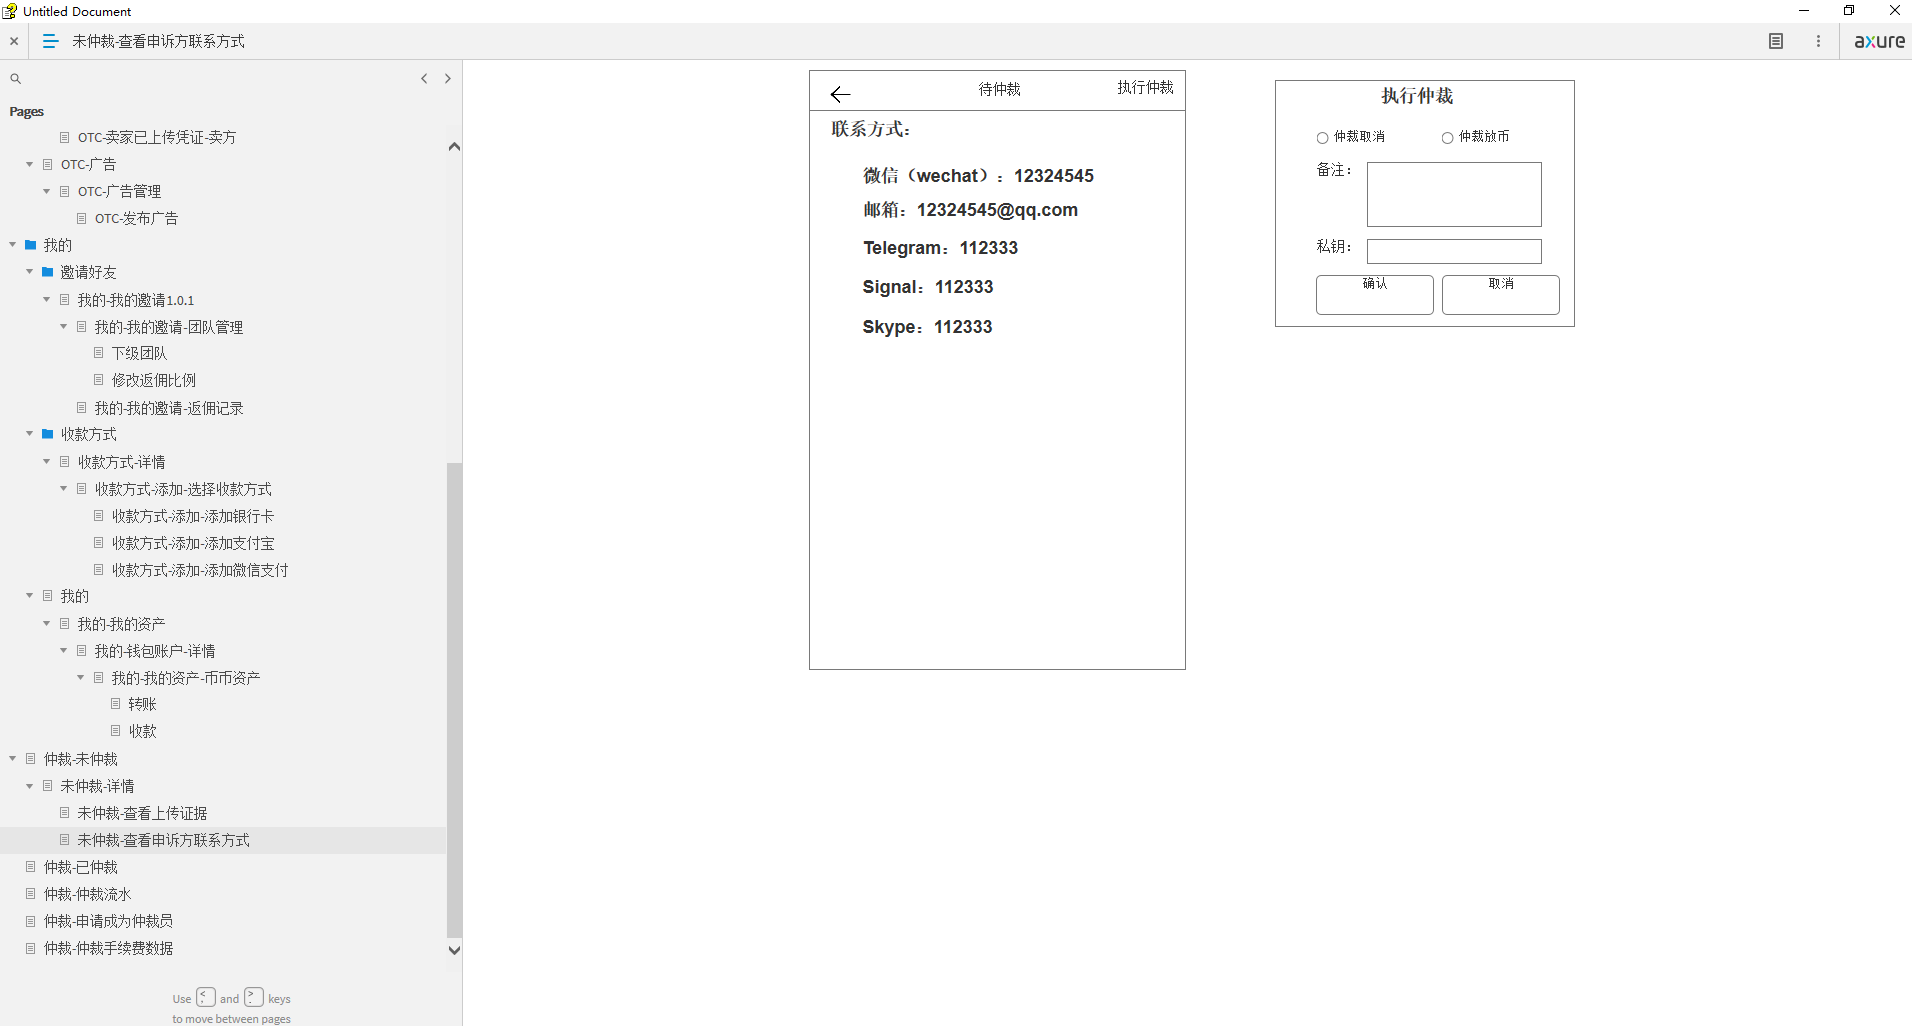 Untitled Document
未仲裁-查看申诉方联系方式
axure
Pages
OTC-卖家已上传凭证-卖方
OTC-广告
OTC-广告管理
OTC-发布广告
我的
邀请好友
我的-我的邀请1.0.1
我的-我的邀请-团队管理
下级团队
修改返佣比例
我的-我的邀请-返佣记录
收款方式
收款方式-详情
收款方式-添加-选择收款方式
收款方式-添加-添加银行卡
收款方式-添加-添加支付宝
收款方式-添加-添加微信支付
我的
我的-我的资产
我的-钱包账户-详情
我的-我的资产-币币资产
转账
收款
仲裁-未仲裁
未仲裁-详情
未仲裁-查看上传证据
未仲裁-查看申诉方联系方式
仲裁-已仲裁
仲裁-仲裁流水
仲裁-申请成为仲裁员
仲裁-仲裁手续费数据
Use < , and > . keys
to move between pages
待仲裁 执行仲裁
联系方式：
微信（wechat）：12324545
邮箱：12324545@qq.com
Telegram：112333
Signal：112333
Skype：112333
执行仲裁
仲裁取消 仲裁放币
备注：
私钥：
确认 取消